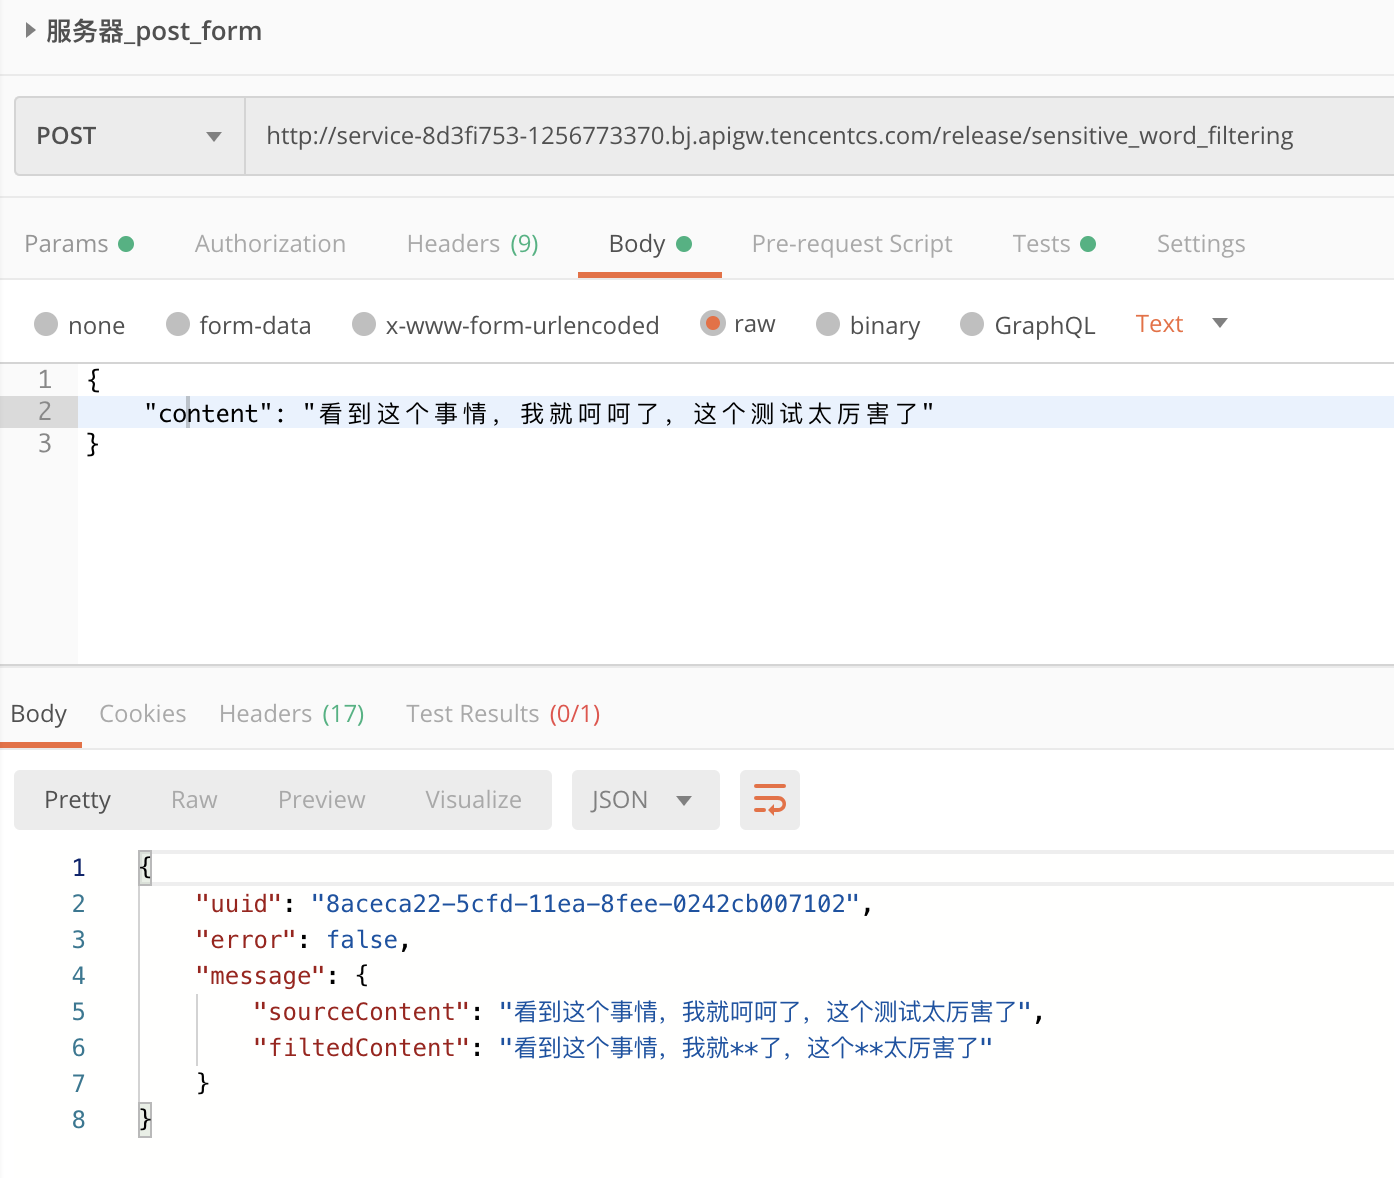 服务器_post_form
POST http://service-8d3fi753-1256773370.bj.apigw.tencentcs.com/release/sensitive_word_filtering
Params Authorization Headers (9) Body Pre-request Script Tests Settings
none form-data x-www-form-urlencoded raw binary GraphQL Text
1 {
2 "content": "看到这个事情，我就呵呵了，这个测试太厉害了"
3 }
Body Cookies Headers (17) Test Results (0/1)
Pretty Raw Preview Visualize JSON
1 {
2 "uuid": "8aceca22-5cfd-11ea-8fee-0242cb007102",
3 "error": false,
4 "message": {
5 "sourceContent": "看到这个事情，我就呵呵了，这个测试太厉害了",
6 "filtedContent": "看到这个事情，我就**了，这个**太厉害了"
7 }
8 }